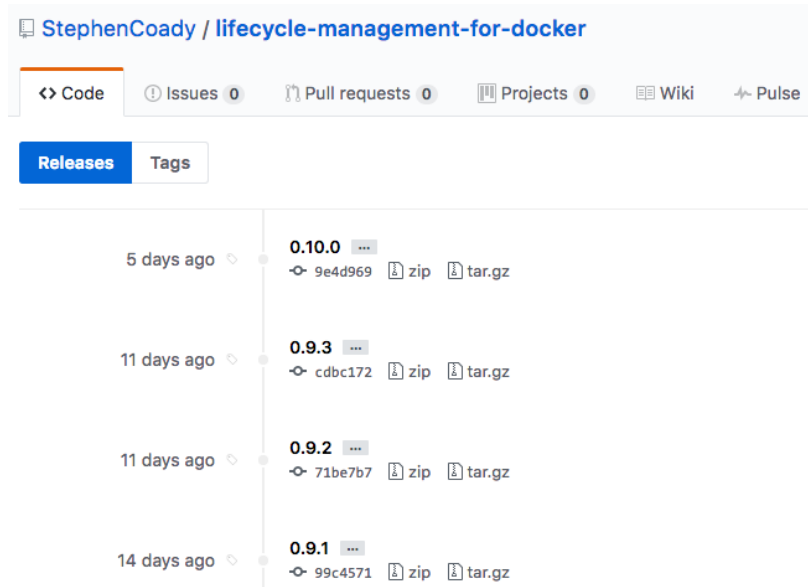 StephenCoady / lifecycle-management-for-docker
<> Code Issues 0 Pull requests 0 Projects 0 Wiki Pulse
Releases Tags
0.10.0 ...
5 days ago
9e4d969 zip tar.gz
0.9.3 ...
11 days ago
cdbc172 zip tar.gz
0.9.2 ...
11 days ago
71be7b7 zip tar.gz
0.9.1 ...
14 days ago
99c4571 zip tar.gz